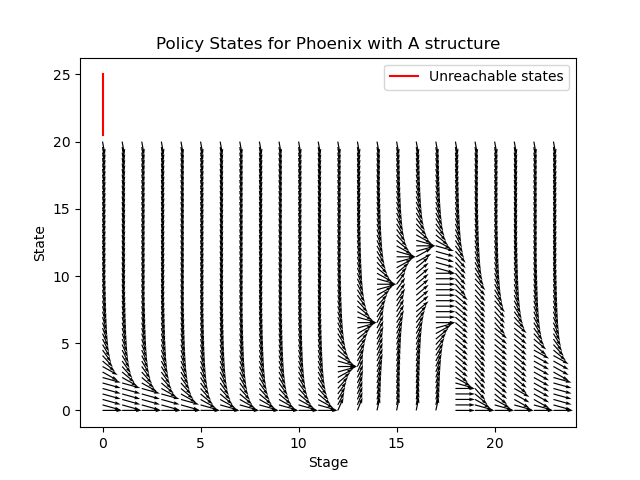 Policy States for Phoenix with A structure
Unreachable states
25
20
15
10
5
0
State
0 5 10 15 20
Stage